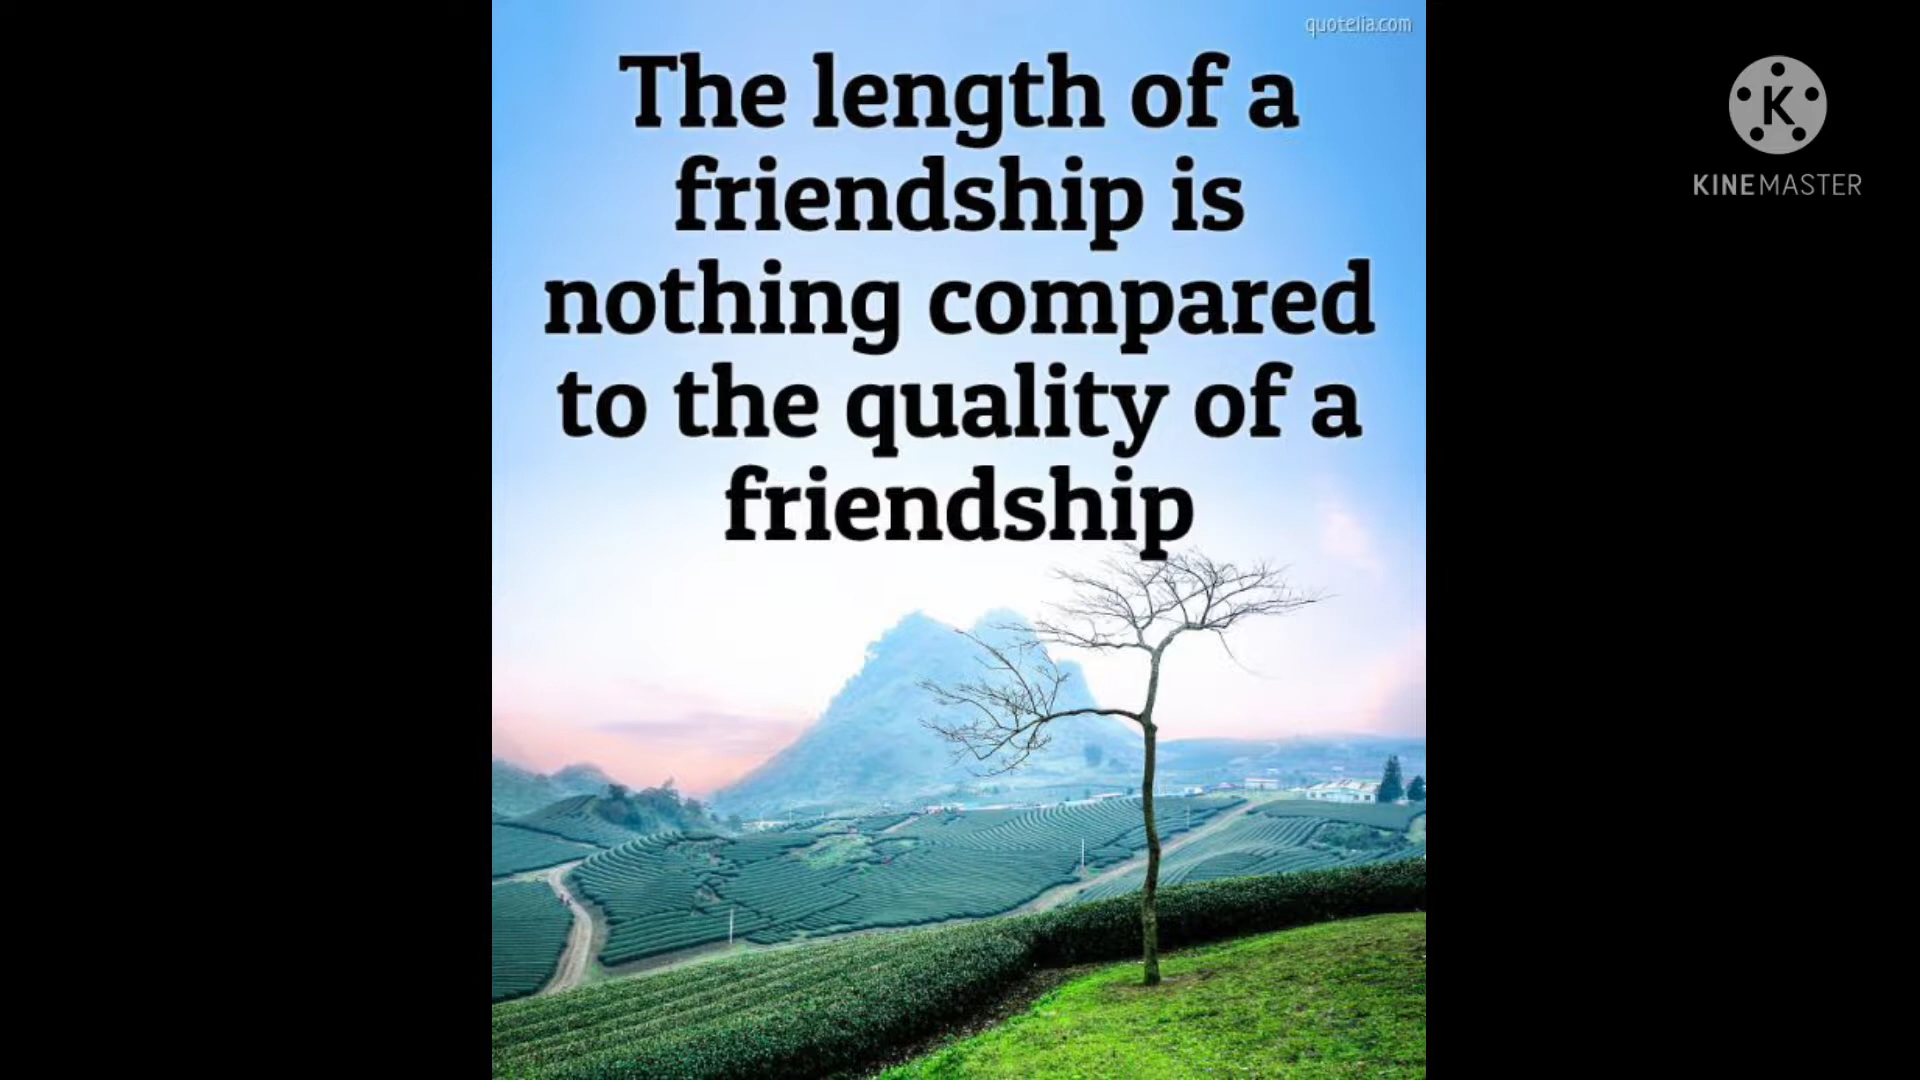 quotelia.com
The length of a
friendship is
nothing compared
to the quality of a
friendship
K
KINEMASTER